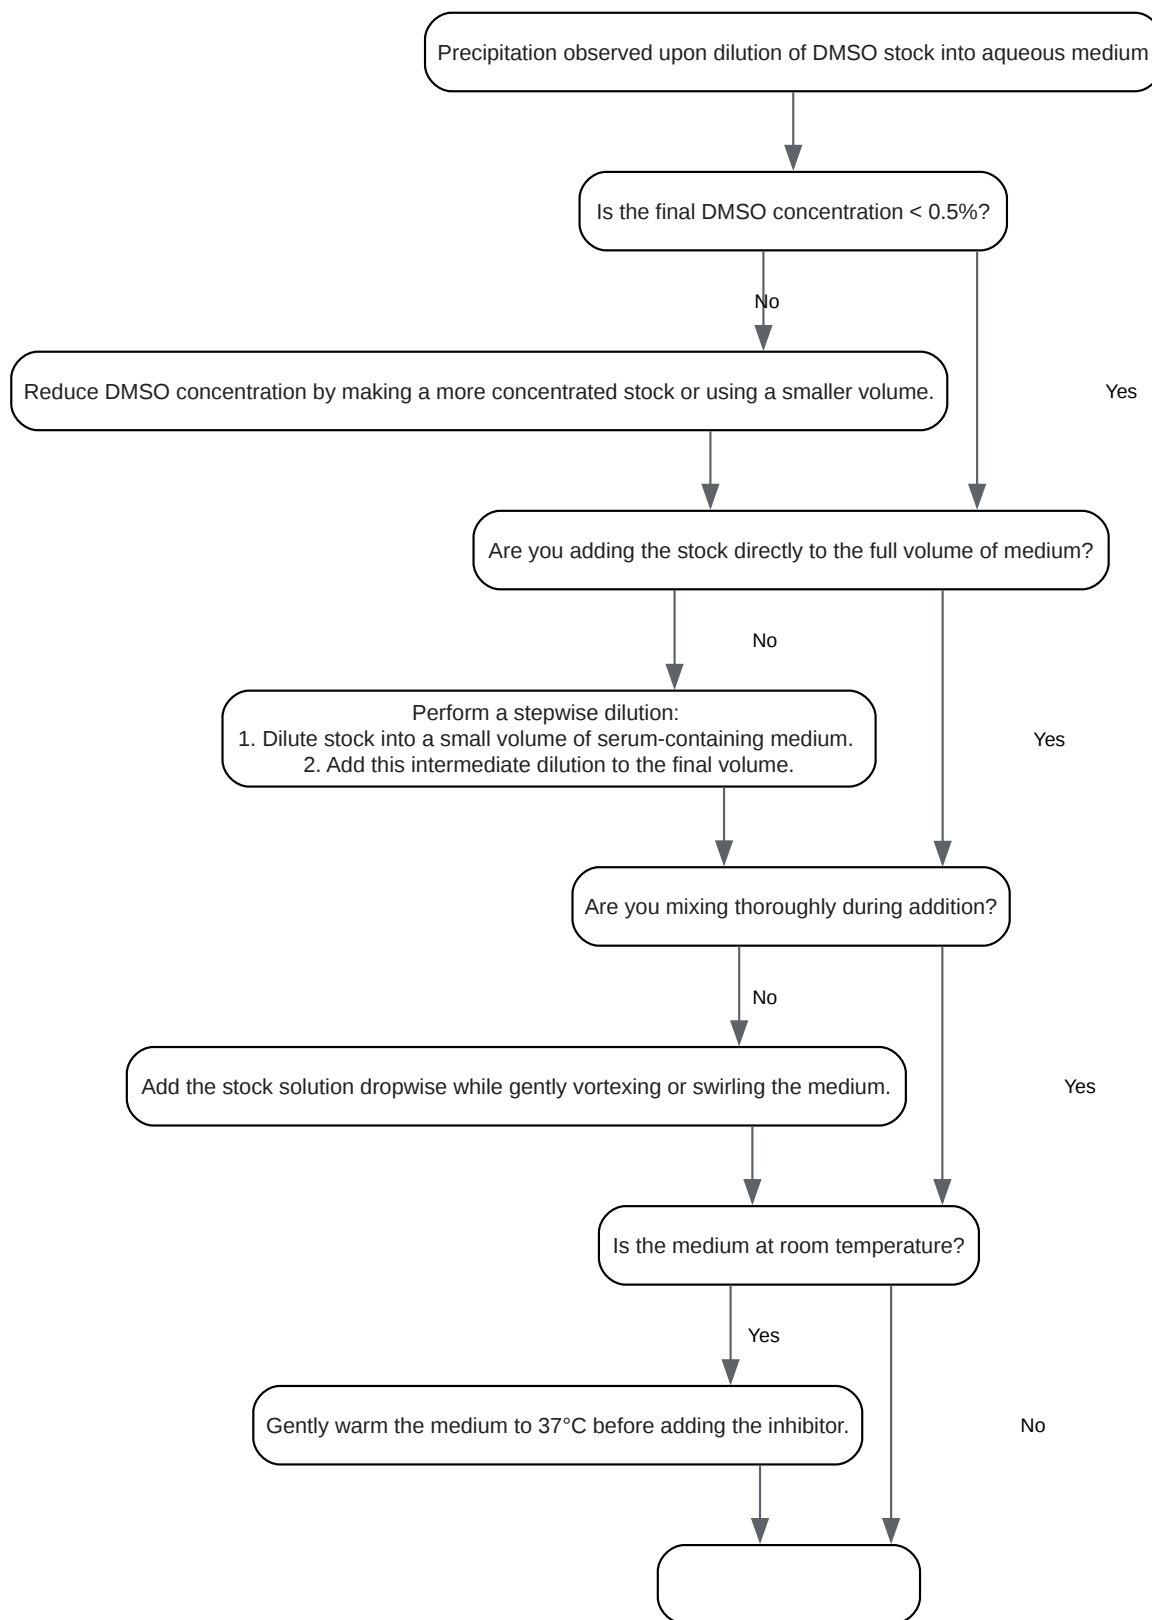 Precipitation observed upon dilution of DMSO stock into aqueous medium
Is the final DMSO concentration < 0.5%?
No
Reduce DMSO concentration by making a more concentrated stock or using a smaller volume.
Yes
Are you adding the stock directly to the full volume of medium?
No
Perform a stepwise dilution:
1. Dilute stock into a small volume of serum-containing medium.
2. Add this intermediate dilution to the final volume.
Yes
Are you mixing thoroughly during addition?
No
Add the stock solution dropwise while gently vortexing or swirling the medium.
Yes
Is the medium at room temperature?
Yes
Gently warm the medium to 37°C before adding the inhibitor.
No